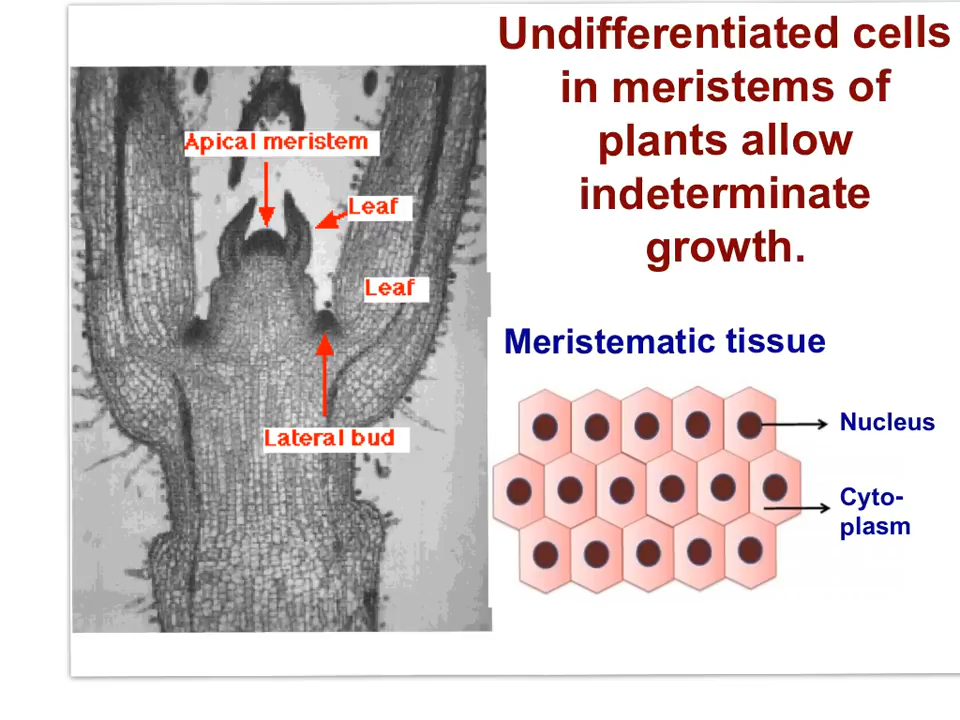 Undifferentiated cells
in meristems of
plants allow
indeterminate
growth.
Apical meristem
Leaf
Leaf
Lateral bud
Meristematic tissue
Nucleus
Cyto-
plasm